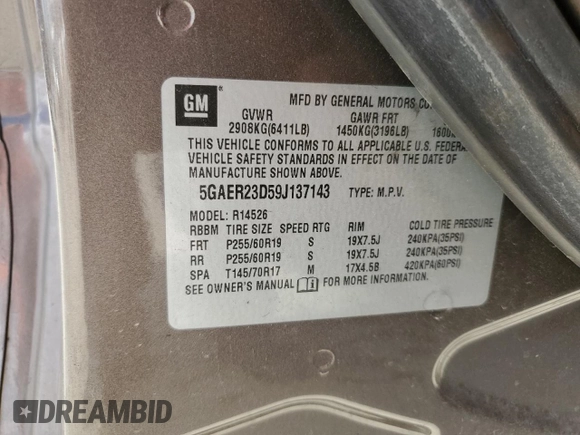 GM
®
MFD BY GENERAL MOTORS CO
GVWR GAWR FRT
2908KG(6411LB) 1450KG(3196LB)
THIS VEHICLE CONFORMS TO ALL APPLICABLE U.S.
VEHICLE SAFETY STANDARDS IN EFFECT ON THE DATE OF
MANUFACTURE SHOWN ABOVE.
5GAER23D59J137143 TYPE: M.P.V.
MODEL: R14526
RBBM TIRE SIZE SPEED RTG RIM COLD TIRE PRESSURE
FRT P255/60R19 S 19X7.5J 240KPA(35PSI)
RR P255/60R19 S 19X7.5J 240KPA(35PSI)
SPA T145/70R17 M 17X4.5B 420KPA(60PSI)
SEE OWNER'S MANUAL i FOR MORE INFORMATION.
DREAMBID